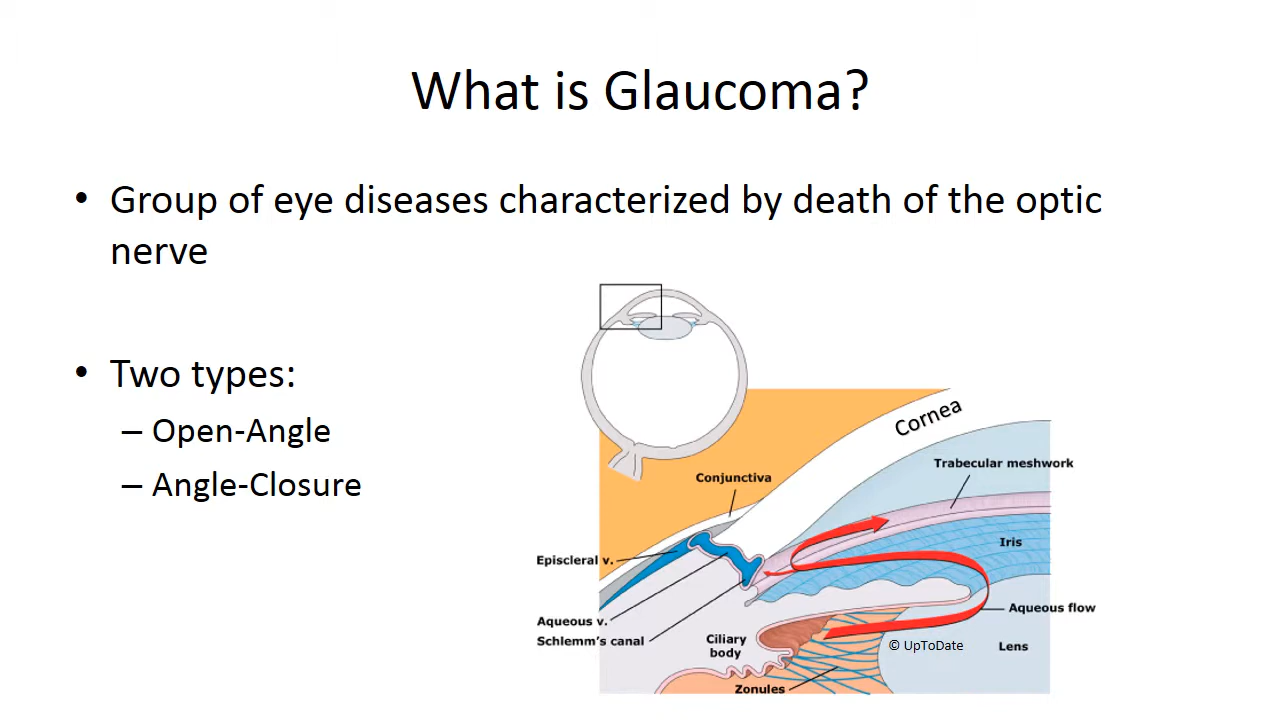 What is Glaucoma?
• Group of eye diseases characterized by death of the optic
nerve
• Two types:
– Open-Angle
– Angle-Closure
Cornea
Trabecular meshwork
Conjunctiva
Iris
Episcleral v.
Aqueous flow
Aqueous v.
Schlemm's canal
Ciliary
body
© UpToDate
Lens
Zonules